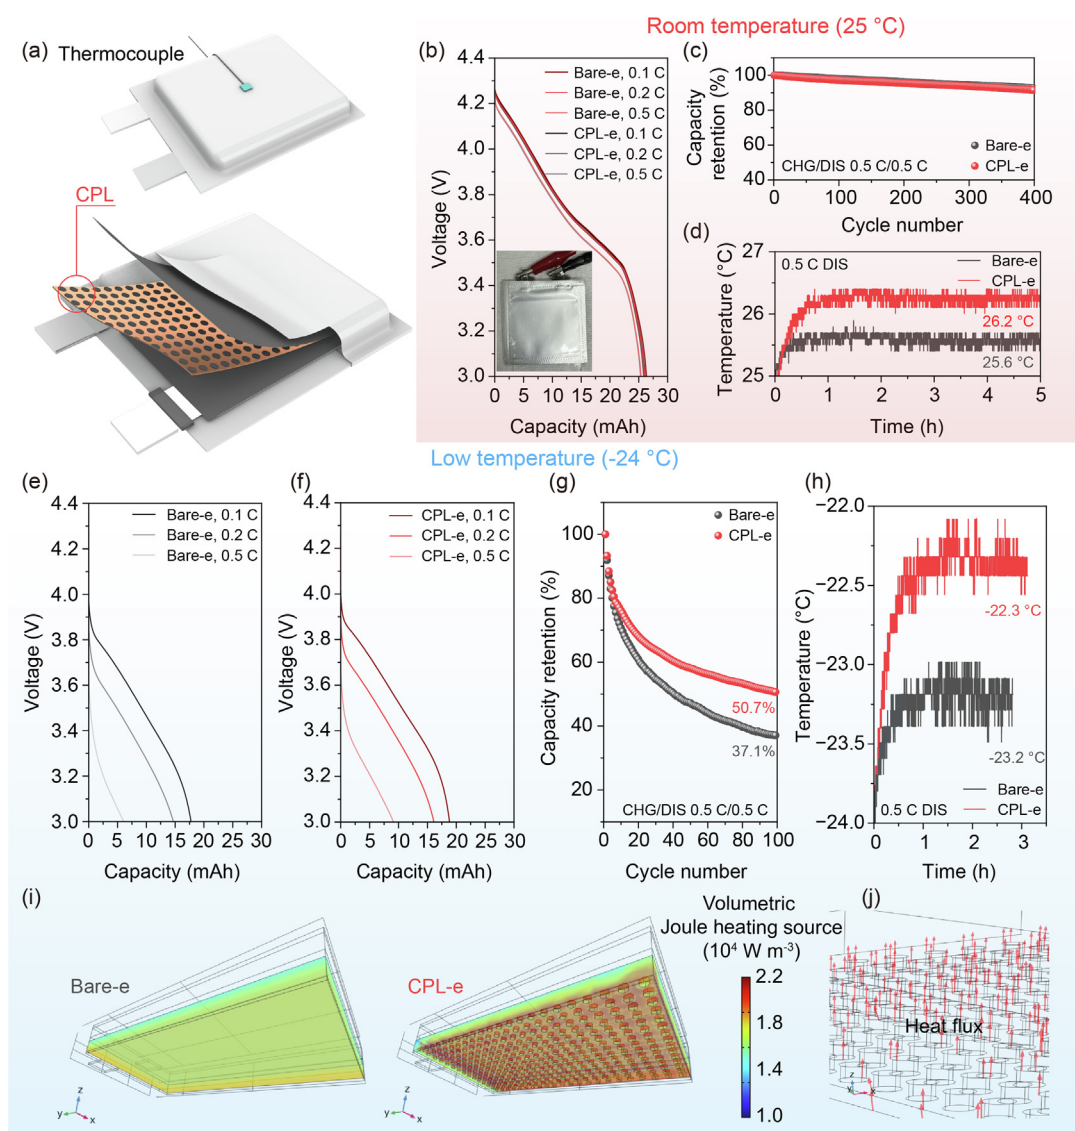 Room temperature (25 °C)
(a)
Thermocouple
CPL
(b)
4.4
4.2
4.0
3.8
3.6
3.4
3.2
3.0
Voltage (V)
Bare-e, 0.1 C
Bare-e, 0.2 C
Bare-e, 0.5 C
CPL-e, 0.1 C
CPL-e, 0.2 C
CPL-e, 0.5 C
0 5 10 15 20 25 30
Capacity (mAh)
(c)
100
80
60
40
Capacity
retention (%)
Bare-e
CPL-e
CHG/DIS 0.5 C/0.5 C
0 100 200 300 400
Cycle number
(d)
27
26
25
Temperature (°C)
0.5 C DIS
Bare-e
CPL-e
26.2 °C
25.6 °C
0 1 2 3 4 5
Time (h)
Low temperature (-24 °C)
(e)
4.4
4.2
4.0
3.8
3.6
3.4
3.2
3.0
Voltage (V)
Bare-e, 0.1 C
Bare-e, 0.2 C
Bare-e, 0.5 C
0 5 10 15 20 25 30
Capacity (mAh)
(f)
4.4
4.2
4.0
3.8
3.6
3.4
3.2
3.0
Voltage (V)
CPL-e, 0.1 C
CPL-e, 0.2 C
CPL-e, 0.5 C
0 5 10 15 20 25 30
Capacity (mAh)
(g)
100
80
60
40
20
Capacity retention (%)
Bare-e
CPL-e
50.7%
37.1%
CHG/DIS 0.5 C/0.5 C
0 20 40 60 80 100
Cycle number
(h)
−22.0
−22.5
−23.0
−23.5
−24.0
Temperature (°C)
-22.3 °C
-23.2 °C
Bare-e
CPL-e
0.5 C DIS
0 1 2 3
Time (h)
(i)
Bare-e
z
y
x
CPL-e
z
y
x
Volumetric
Joule heating source
(10⁴ W m⁻³)
2.2
1.8
1.4
1.0
(j)
Heat flux
z
y
x